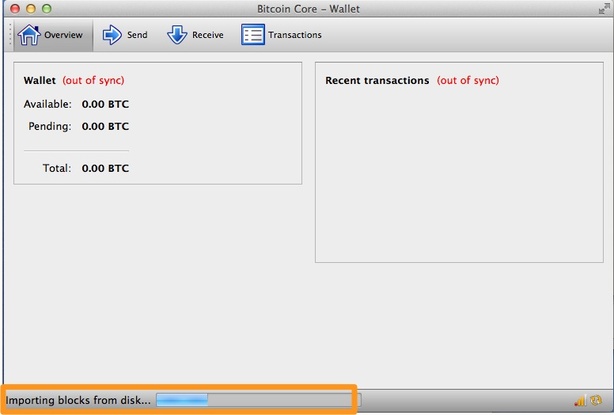 Bitcoin Core – Wallet
Overview Send Receive Transactions
Wallet (out of sync)
Available: 0.00 BTC
Pending: 0.00 BTC
Total: 0.00 BTC
Recent transactions (out of sync)
Importing blocks from disk...